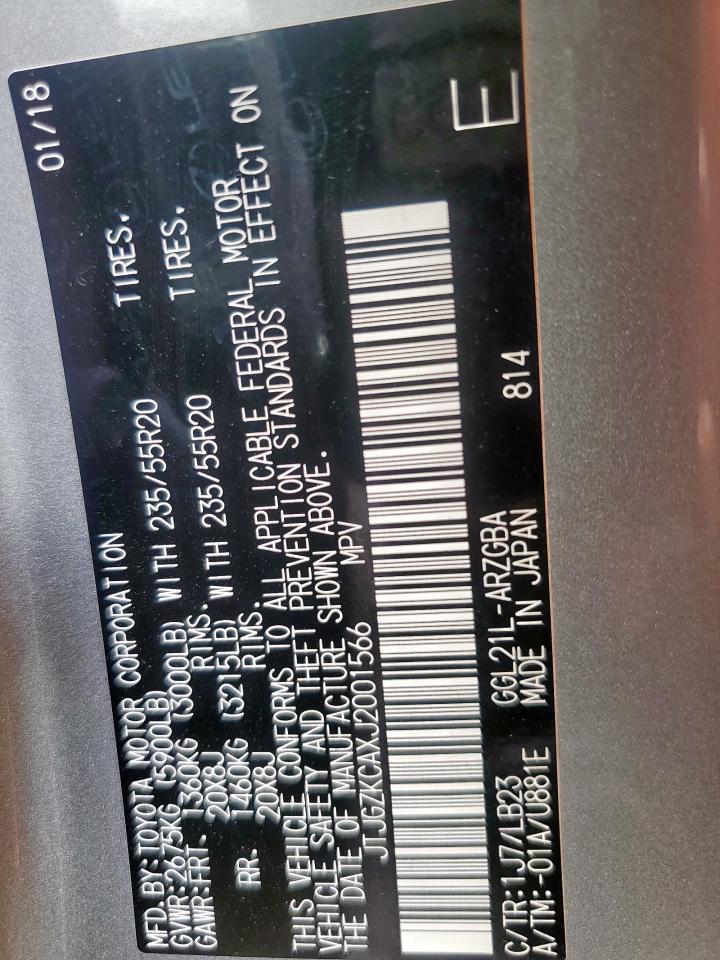 MFD.BY:TOYOTA MOTOR CORPORATION 01/18
GVWR:2675KG (5900LB)
GAWR:FRT- 1360KG (3000LB) WITH 235/55R20 TIRES.
20X8J RIMS.
RR. 1460KG (3215LB) WITH 235/55R20 TIRES.
20X8J RIMS.
THIS VEHICLE CONFORMS TO ALL APPLICABLE FEDERAL MOTOR
VEHICLE SAFETY AND THEFT PREVENTION STANDARDS IN EFFECT ON
THE DATE OF MANUFACTURE SHOWN ABOVE.
JTJGZKCAXJ2001566 MPV
C/TR:1J7/LB23 GGL21L-ARZGBA 814
A/TM:-01A/U881E MADE IN JAPAN E